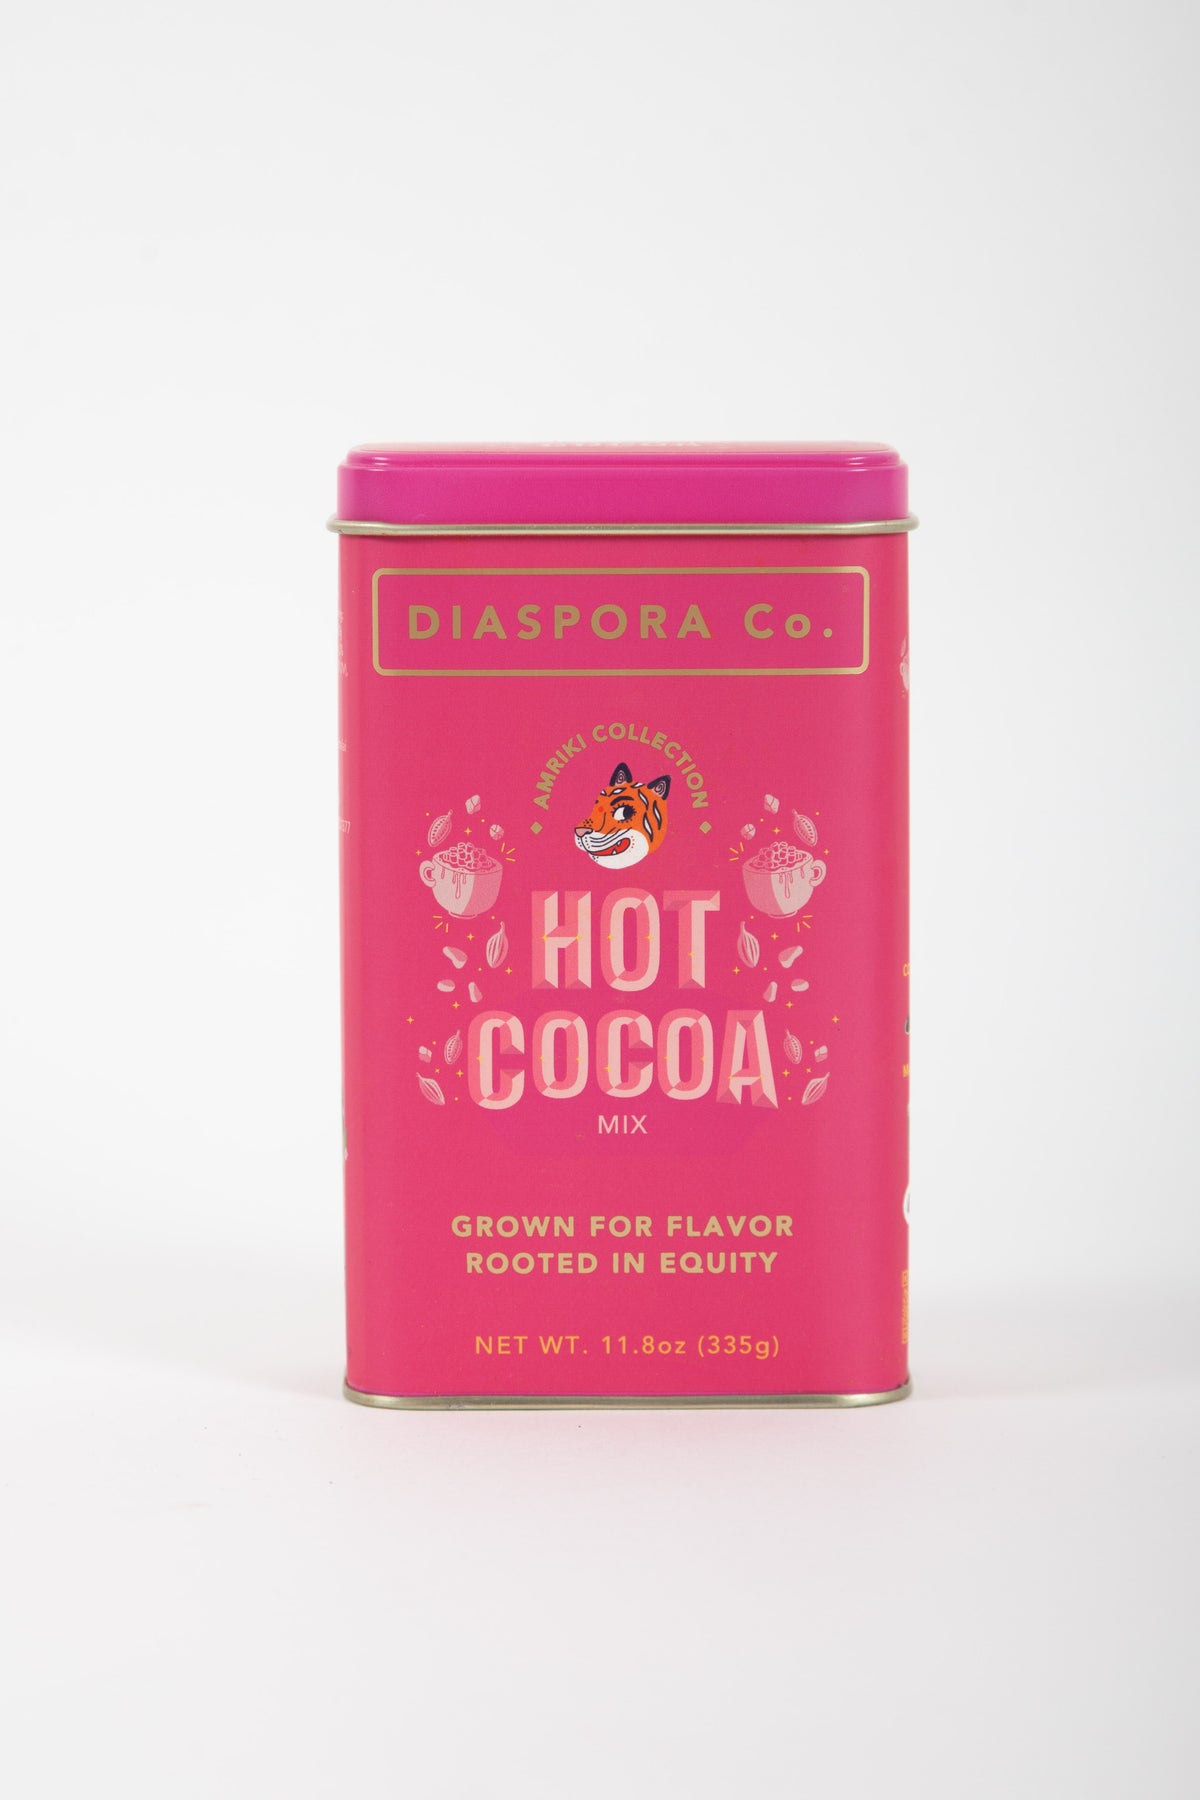 DIASPORA Co.
AMRIKI COLLECTION
HOT
COCOA
MIX
GROWN FOR FLAVOR
ROOTED IN EQUITY
NET WT. 11.8oz (335g)